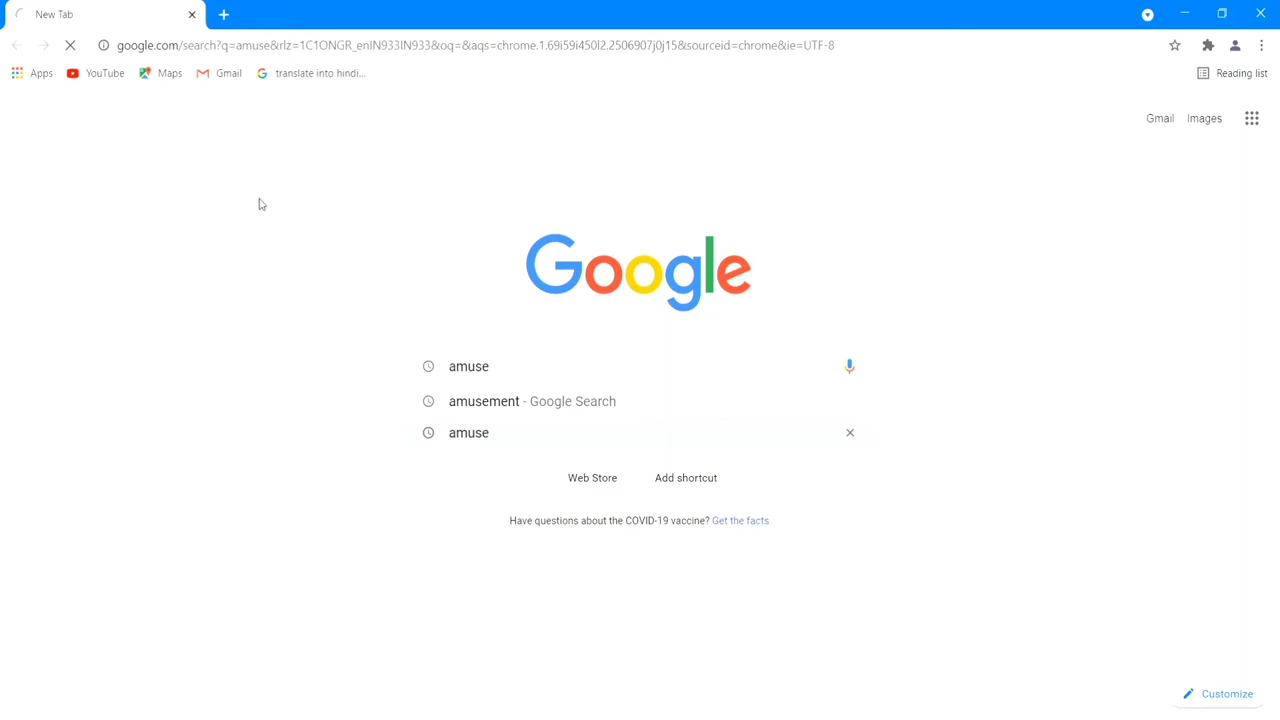 New Tab
google.com/search?q=amuse&rlz=1C1ONGR_enIN933IN933&oq=&aqs=chrome.1.69i59i450l2.2506907j0j15&sourceid=chrome&ie=UTF-8
Apps YouTube Maps Gmail translate into hindi... Reading list
Gmail Images
Google
amuse
amusement - Google Search
amuse
Web Store Add shortcut
Have questions about the COVID-19 vaccine? Get the facts
Customize